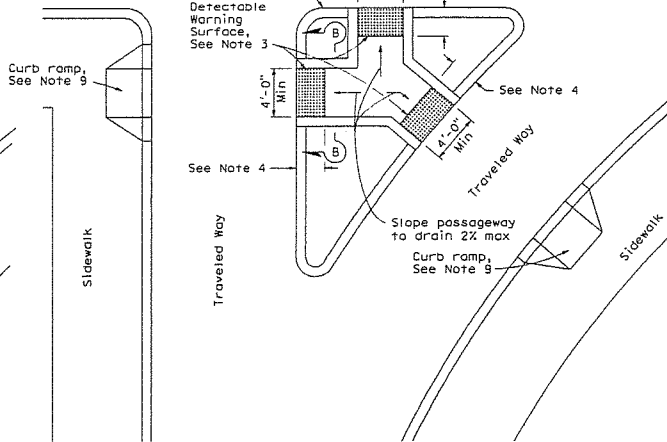 Detectable
Warning
Surface,
See Note 3
B
Curb ramp,
See Note 9
4'-0"
Min
See Note 4
4'-0"
Min
B
See Note 4
Traveled Way
Slope passageway
to drain 2% max
Curb ramp,
See Note 9
Sidewalk
Traveled Way
Sidewalk